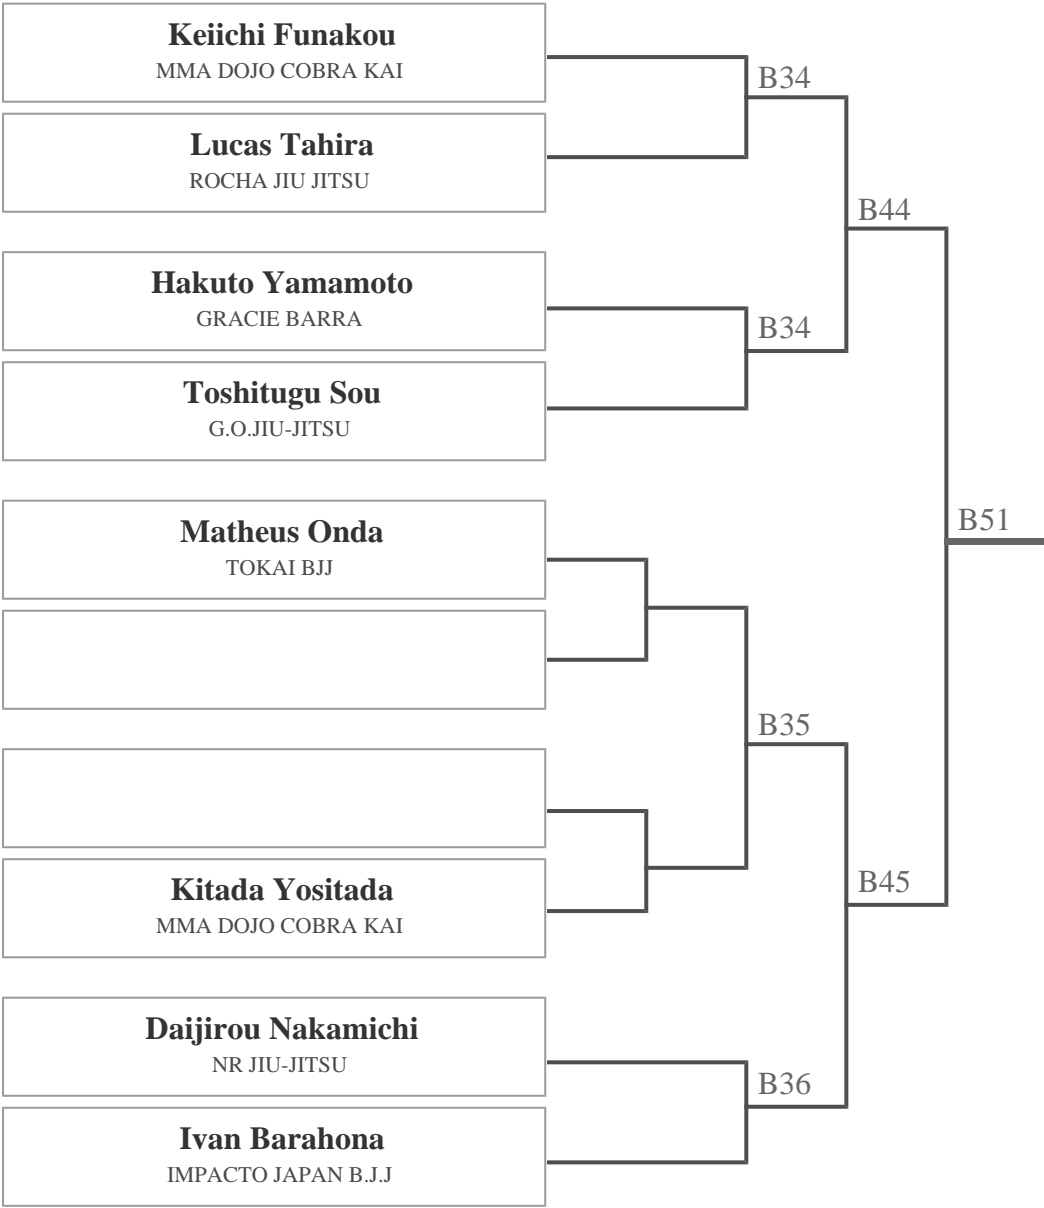 Keiichi Funakou
MMA DOJO COBRA KAI
B34
Lucas Tahira
ROCHA JIU JITSU
B44
Hakuto Yamamoto
GRACIE BARRA
B34
Toshitugu Sou
G.O.JIU-JITSU
Matheus Onda
TOKAI BJJ
B51
B35
Kitada Yositada
MMA DOJO COBRA KAI
B45
Daijirou Nakamichi
NR JIU-JITSU
B36
Ivan Barahona
IMPACTO JAPAN B.J.J